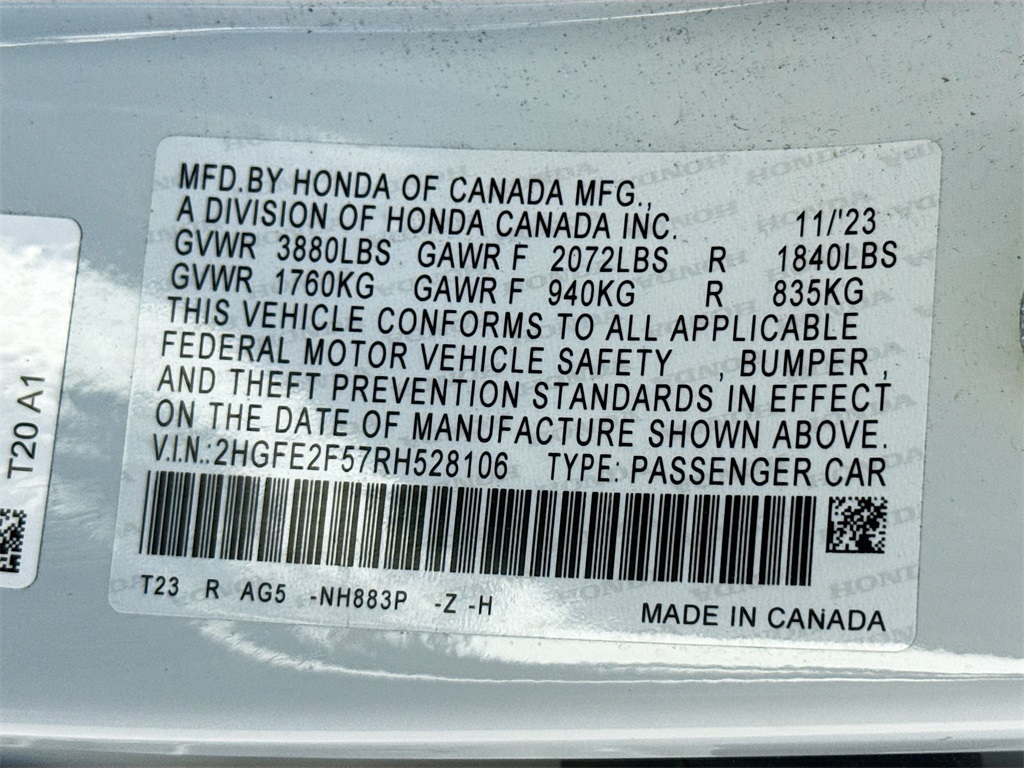 MFD.BY HONDA OF CANADA MFG.,
A DIVISION OF HONDA CANADA INC. 11/'23
GVWR 3880LBS GAWR F 2072LBS R 1840LBS
GVWR 1760KG GAWR F 940KG R 835KG
THIS VEHICLE CONFORMS TO ALL APPLICABLE
FEDERAL MOTOR VEHICLE SAFETY , BUMPER ,
AND THEFT PREVENTION STANDARDS IN EFFECT
ON THE DATE OF MANUFACTURE SHOWN ABOVE.
V.I.N.:2HGFE2F57RH528106 TYPE: PASSENGER CAR
T23 R AG5 -NH883P -Z -H
MADE IN CANADA
T20 A1